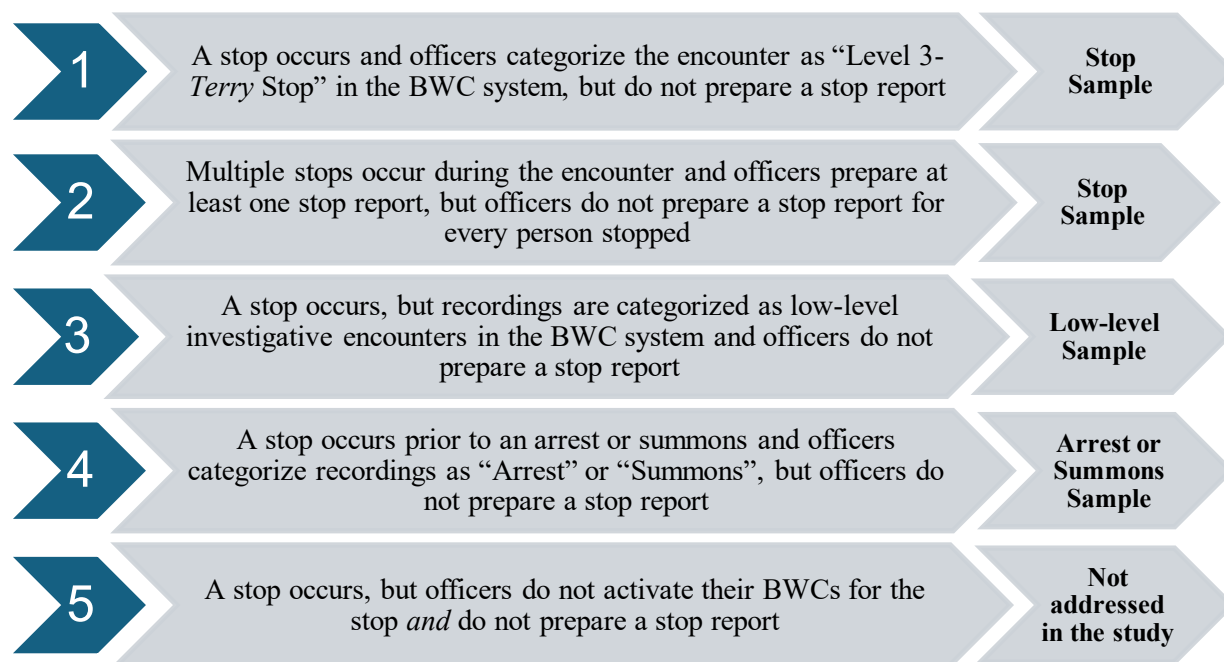 1
A stop occurs and officers categorize the encounter as “Level 3-
Terry Stop” in the BWC system, but do not prepare a stop report
Stop
Sample
2
Multiple stops occur during the encounter and officers prepare at
least one stop report, but officers do not prepare a stop report for
every person stopped
Stop
Sample
3
A stop occurs, but recordings are categorized as low-level
investigative encounters in the BWC system and officers do not
prepare a stop report
Low-level
Sample
4
A stop occurs prior to an arrest or summons and officers
categorize recordings as “Arrest” or “Summons”, but officers do
not prepare a stop report
Arrest or
Summons
Sample
5
A stop occurs, but officers do not activate their BWCs for the
stop and do not prepare a stop report
Not
addressed
in the study